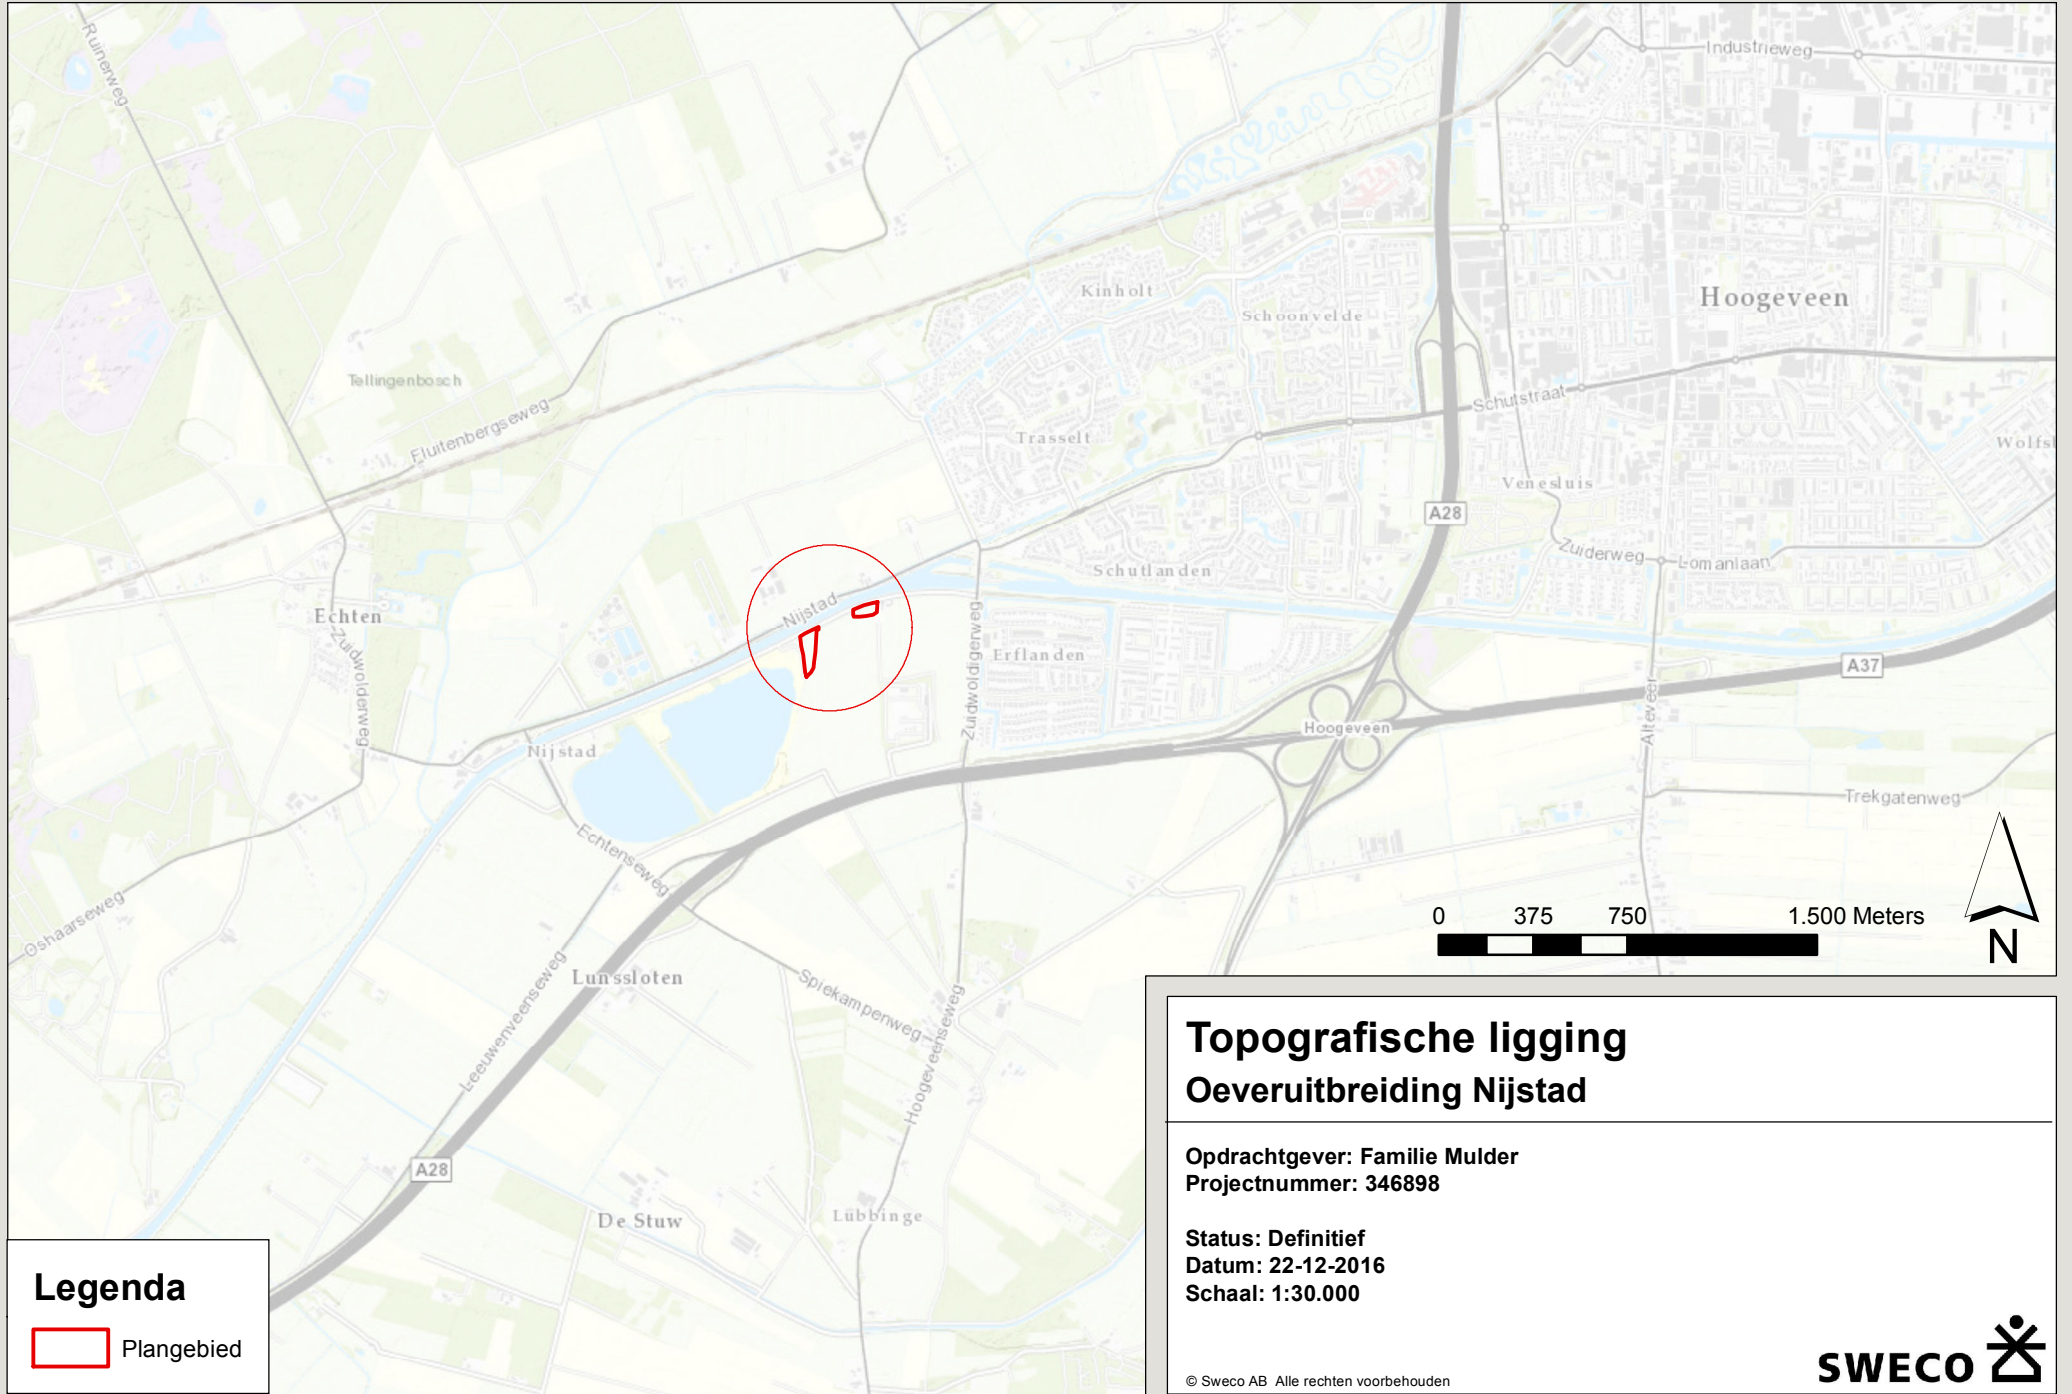 Ruinerweg
Industrieweg
Kinholt
Schoonvelde
Hoogeveen
Tellingenbosch
Fluitenbergseweg
Schutstraat
Trasselt
Wolfs
Venesluis
A28
Zuiderweg
Lomanlaan
Schutlanden
Echten
Nijstad
Zuidwolderweg
Zuidwoldigerweg
Erflanden
A37
Alteveer
Hoogeveen
Nijstad
Trekgatenweg
Echtenseweg
Oshaarseweg
0 375 750 1.500 Meters
N
Lunssloten
Leeuwenveenseweg
Spiekampenweg
Hoogeveenseweg
A28
De Stuw
Lübbinge
Legenda
Plangebied
Topografische ligging
Oeveruitbreiding Nijstad
Opdrachtgever: Familie Mulder
Projectnummer: 346898
Status: Definitief
Datum: 22-12-2016
Schaal: 1:30.000
SWECO
© Sweco AB Alle rechten voorbehouden